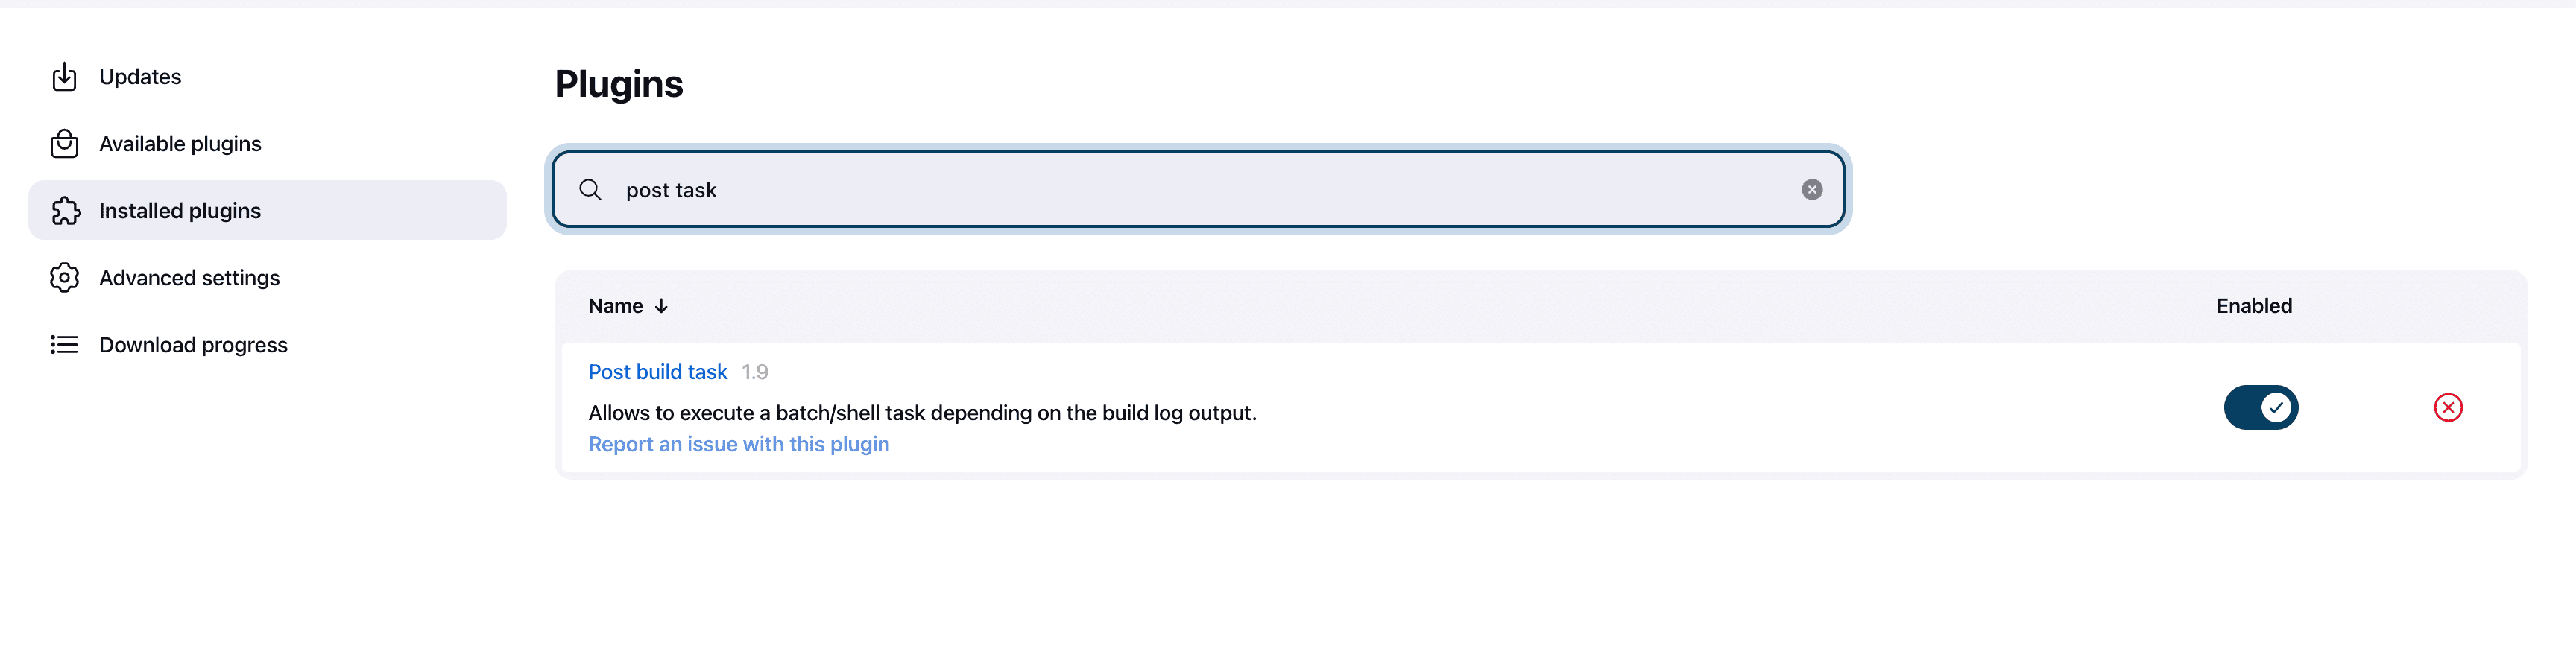 Updates
Available plugins
Installed plugins
Advanced settings
Download progress
Plugins
post task
Name Enabled
Post build task 1.9
Allows to execute a batch/shell task depending on the build log output.
Report an issue with this plugin